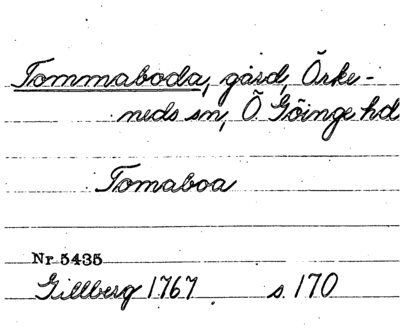 Tommaboda, gård, Örke-
neds sn, Ö Göinge hd
Tomaboa
Nr 5435
Gillberg 1767 s 170